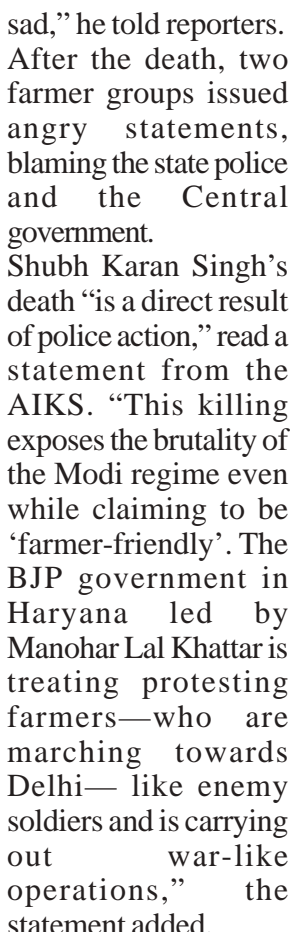 sad,” he told reporters.
After the death, two
farmer groups issued
angry statements,
blaming the state police
and the Central
government.
Shubh Karan Singh’s
death “is a direct result
of police action,” read a
statement from the
AIKS. “This killing
exposes the brutality of
the Modi regime even
while claiming to be
‘farmer-friendly’. The
BJP government in
Haryana led by
Manohar Lal Khattar is
treating protesting
farmers—who are
marching towards
Delhi— like enemy
soldiers and is carrying
out war-like
operations,” the
statement added.